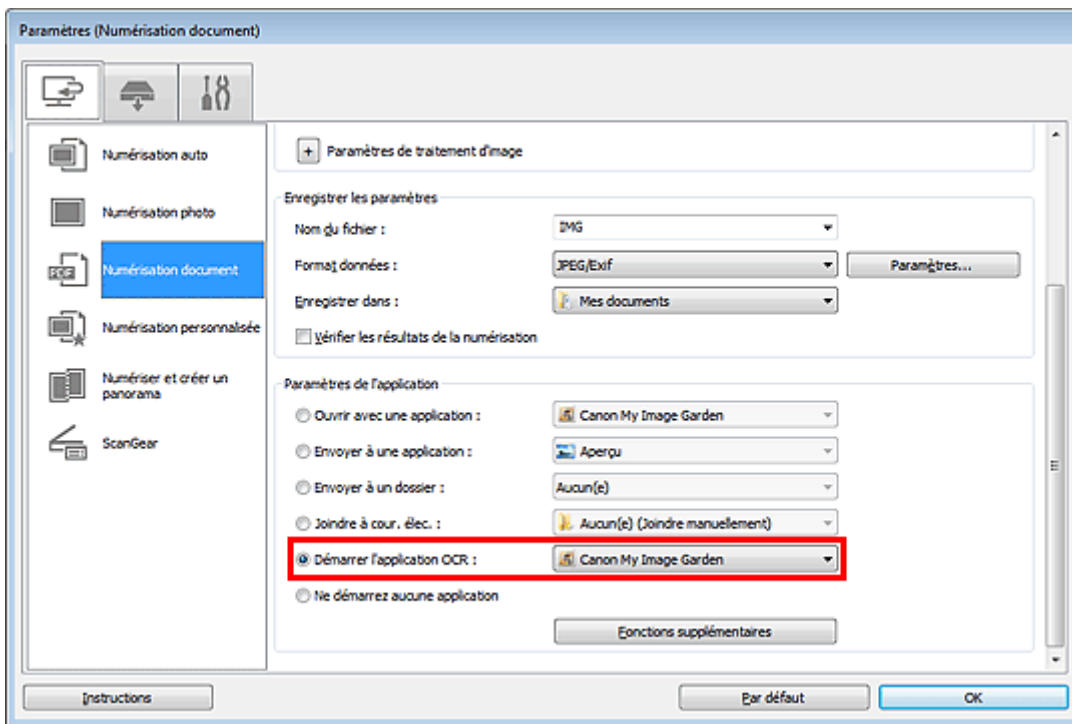 Paramètres (Numérisation document)
Numérisation auto
Numérisation photo
PDF
Numérisation document
Numérisation personnalisée
Numériser et créer un
panorama
ScanGear
+ Paramètres de traitement d'image
Enregistrer les paramètres
Nom du fichier : IMG
Format données : JPEG/Exif Paramètres...
Enregistrer dans : Mes documents
Vérifier les résultats de la numérisation
Paramètres de l'application
Ouvrir avec une application : Canon My Image Garden
Envoyer à une application : Aperçu
Envoyer à un dossier : Aucun(e)
Joindre à cour. élec. : Aucun(e) (Joindre manuellement)
Démarrer l'application OCR : Canon My Image Garden
Ne démarrez aucune application
Fonctions supplémentaires
Instructions Par défaut OK